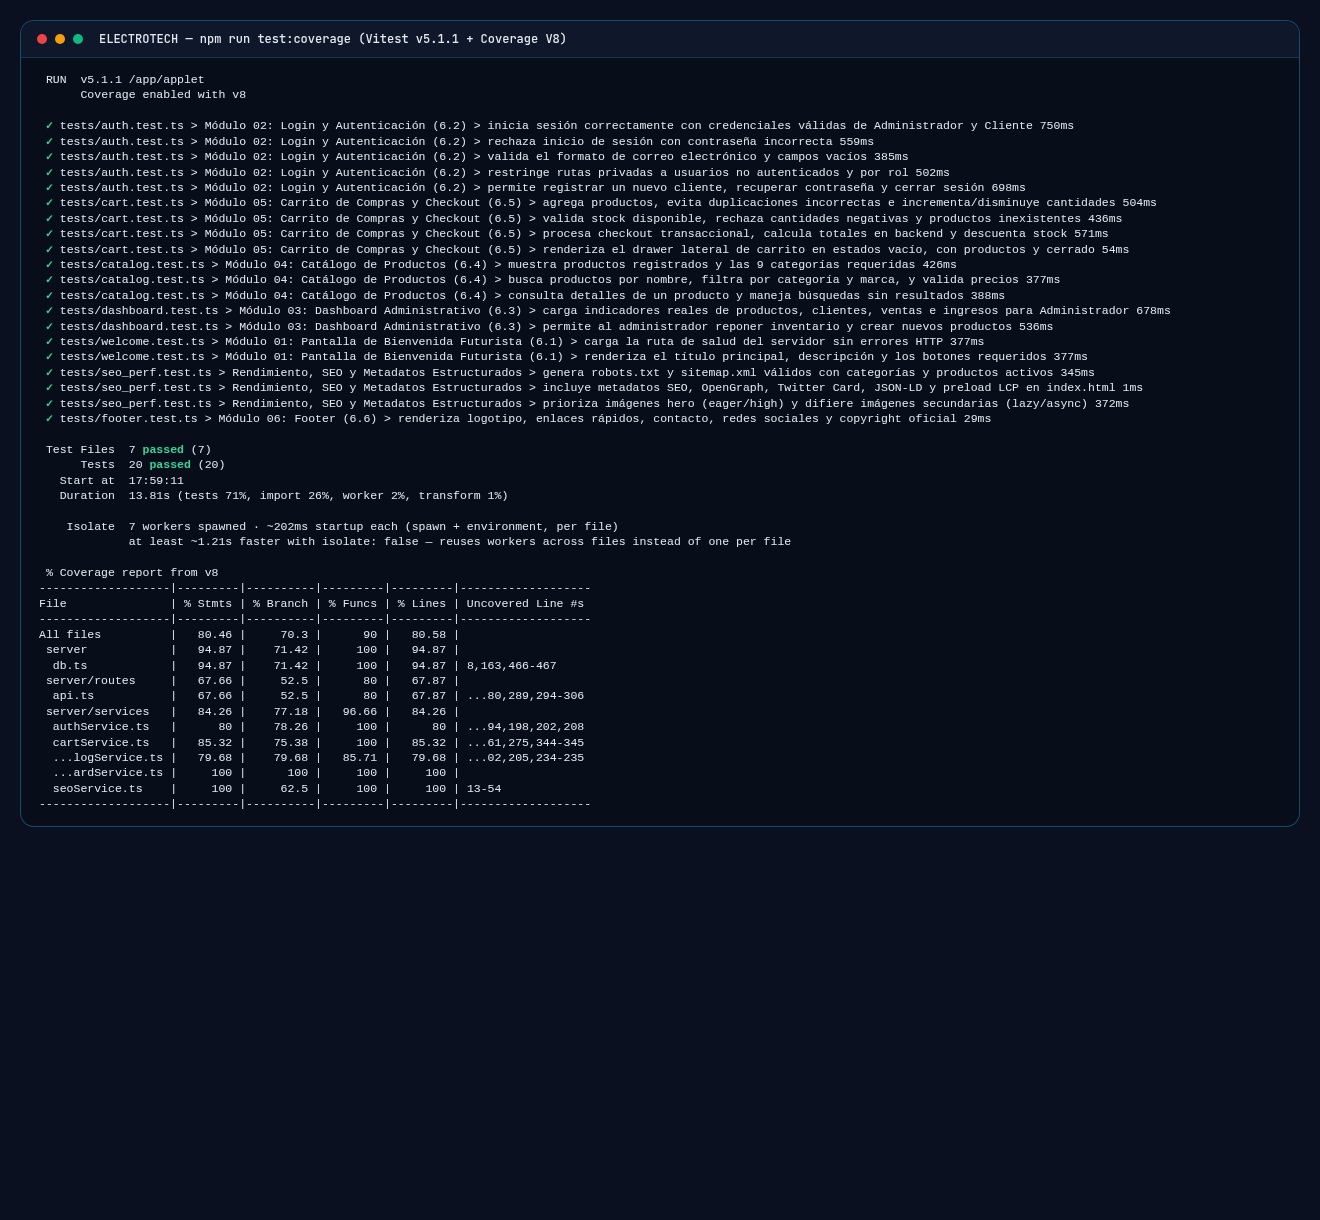 ELECTROTECH — npm run test:coverage (Vitest v5.1.1 + Coverage V8)
RUN  v5.1.1 /app/applet
Coverage enabled with v8
✓ tests/auth.test.ts > Módulo 02: Login y Autenticación (6.2) > inicia sesión correctamente con credenciales válidas de Administrador y Cliente 750ms
✓ tests/auth.test.ts > Módulo 02: Login y Autenticación (6.2) > rechaza inicio de sesión con contraseña incorrecta 559ms
✓ tests/auth.test.ts > Módulo 02: Login y Autenticación (6.2) > valida el formato de correo electrónico y campos vacíos 385ms
✓ tests/auth.test.ts > Módulo 02: Login y Autenticación (6.2) > restringe rutas privadas a usuarios no autenticados y por rol 502ms
✓ tests/auth.test.ts > Módulo 02: Login y Autenticación (6.2) > permite registrar un nuevo cliente, recuperar contraseña y cerrar sesión 698ms
✓ tests/cart.test.ts > Módulo 05: Carrito de Compras y Checkout (6.5) > agrega productos, evita duplicaciones incorrectas e incrementa/disminuye cantidades 504ms
✓ tests/cart.test.ts > Módulo 05: Carrito de Compras y Checkout (6.5) > valida stock disponible, rechaza cantidades negativas y productos inexistentes 436ms
✓ tests/cart.test.ts > Módulo 05: Carrito de Compras y Checkout (6.5) > procesa checkout transaccional, calcula totales en backend y descuenta stock 571ms
✓ tests/cart.test.ts > Módulo 05: Carrito de Compras y Checkout (6.5) > renderiza el drawer lateral de carrito en estados vacío, con productos y cerrado 54ms
✓ tests/catalog.test.ts > Módulo 04: Catálogo de Productos (6.4) > muestra productos registrados y las 9 categorías requeridas 426ms
✓ tests/catalog.test.ts > Módulo 04: Catálogo de Productos (6.4) > busca productos por nombre, filtra por categoría y marca, y valida precios 377ms
✓ tests/catalog.test.ts > Módulo 04: Catálogo de Productos (6.4) > consulta detalles de un producto y maneja búsquedas sin resultados 388ms
✓ tests/dashboard.test.ts > Módulo 03: Dashboard Administrativo (6.3) > carga indicadores reales de productos, clientes, ventas e ingresos para Administrador 678ms
✓ tests/dashboard.test.ts > Módulo 03: Dashboard Administrativo (6.3) > permite al administrador reponer inventario y crear nuevos productos 536ms
✓ tests/welcome.test.ts > Módulo 01: Pantalla de Bienvenida Futurista (6.1) > carga la ruta de salud del servidor sin errores HTTP 377ms
✓ tests/welcome.test.ts > Módulo 01: Pantalla de Bienvenida Futurista (6.1) > renderiza el título principal, descripción y los botones requeridos 377ms
✓ tests/seo_perf.test.ts > Rendimiento, SEO y Metadatos Estructurados > genera robots.txt y sitemap.xml válidos con categorías y productos activos 345ms
✓ tests/seo_perf.test.ts > Rendimiento, SEO y Metadatos Estructurados > incluye metadatos SEO, OpenGraph, Twitter Card, JSON-LD y preload LCP en index.html 1ms
✓ tests/seo_perf.test.ts > Rendimiento, SEO y Metadatos Estructurados > prioriza imágenes hero (eager/high) y difiere imágenes secundarias (lazy/async) 372ms
✓ tests/footer.test.ts > Módulo 06: Footer (6.6) > renderiza logotipo, enlaces rápidos, contacto, redes sociales y copyright oficial 29ms
Test Files  7 passed (7)
Tests  20 passed (20)
Start at  17:59:11
Duration  13.81s (tests 71%, import 26%, worker 2%, transform 1%)
Isolate  7 workers spawned · ~202ms startup each (spawn + environment, per file)
at least ~1.21s faster with isolate: false — reuses workers across files instead of one per file
% Coverage report from v8
-------------------|---------|----------|---------|---------|-------------------
File               | % Stmts | % Branch | % Funcs | % Lines | Uncovered Line #s
-------------------|---------|----------|---------|---------|-------------------
All files          |   80.46 |     70.3 |      90 |   80.58 |
 server            |   94.87 |    71.42 |     100 |   94.87 |
  db.ts            |   94.87 |    71.42 |     100 |   94.87 | 8,163,466-467
 server/routes     |   67.66 |     52.5 |      80 |   67.87 |
  api.ts           |   67.66 |     52.5 |      80 |   67.87 | ...80,289,294-306
 server/services   |   84.26 |    77.18 |   96.66 |   84.26 |
  authService.ts   |      80 |    78.26 |     100 |      80 | ...94,198,202,208
  cartService.ts   |   85.32 |    75.38 |     100 |   85.32 | ...61,275,344-345
  ...logService.ts |   79.68 |    79.68 |   85.71 |   79.68 | ...02,205,234-235
  ...ardService.ts |     100 |      100 |     100 |     100 |
  seoService.ts    |     100 |     62.5 |     100 |     100 | 13-54
-------------------|---------|----------|---------|---------|-------------------